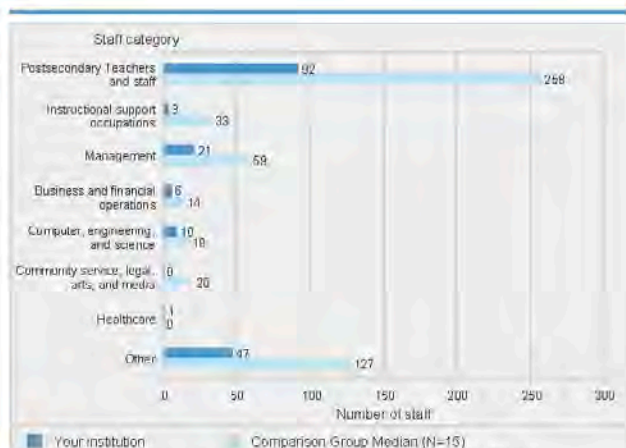 Staff category
Postsecondary Teachers
and staff
92
258
Instructional support
occupations
3
33
Management
21
59
Business and financial
operations
6
14
Computer, engineering,
and science
10
19
Community service, legal,
arts, and media
0
20
Healthcare
1
0
Other
47
127
0 50 100 150 200 250 300
Number of staff
Your institution Comparison Group Median (N=15)